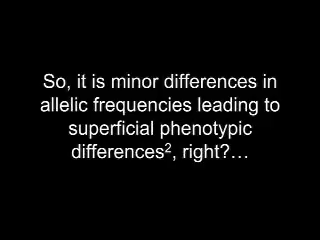 So, it is minor differences in
allelic frequencies leading to
superficial phenotypic
differences², right?…